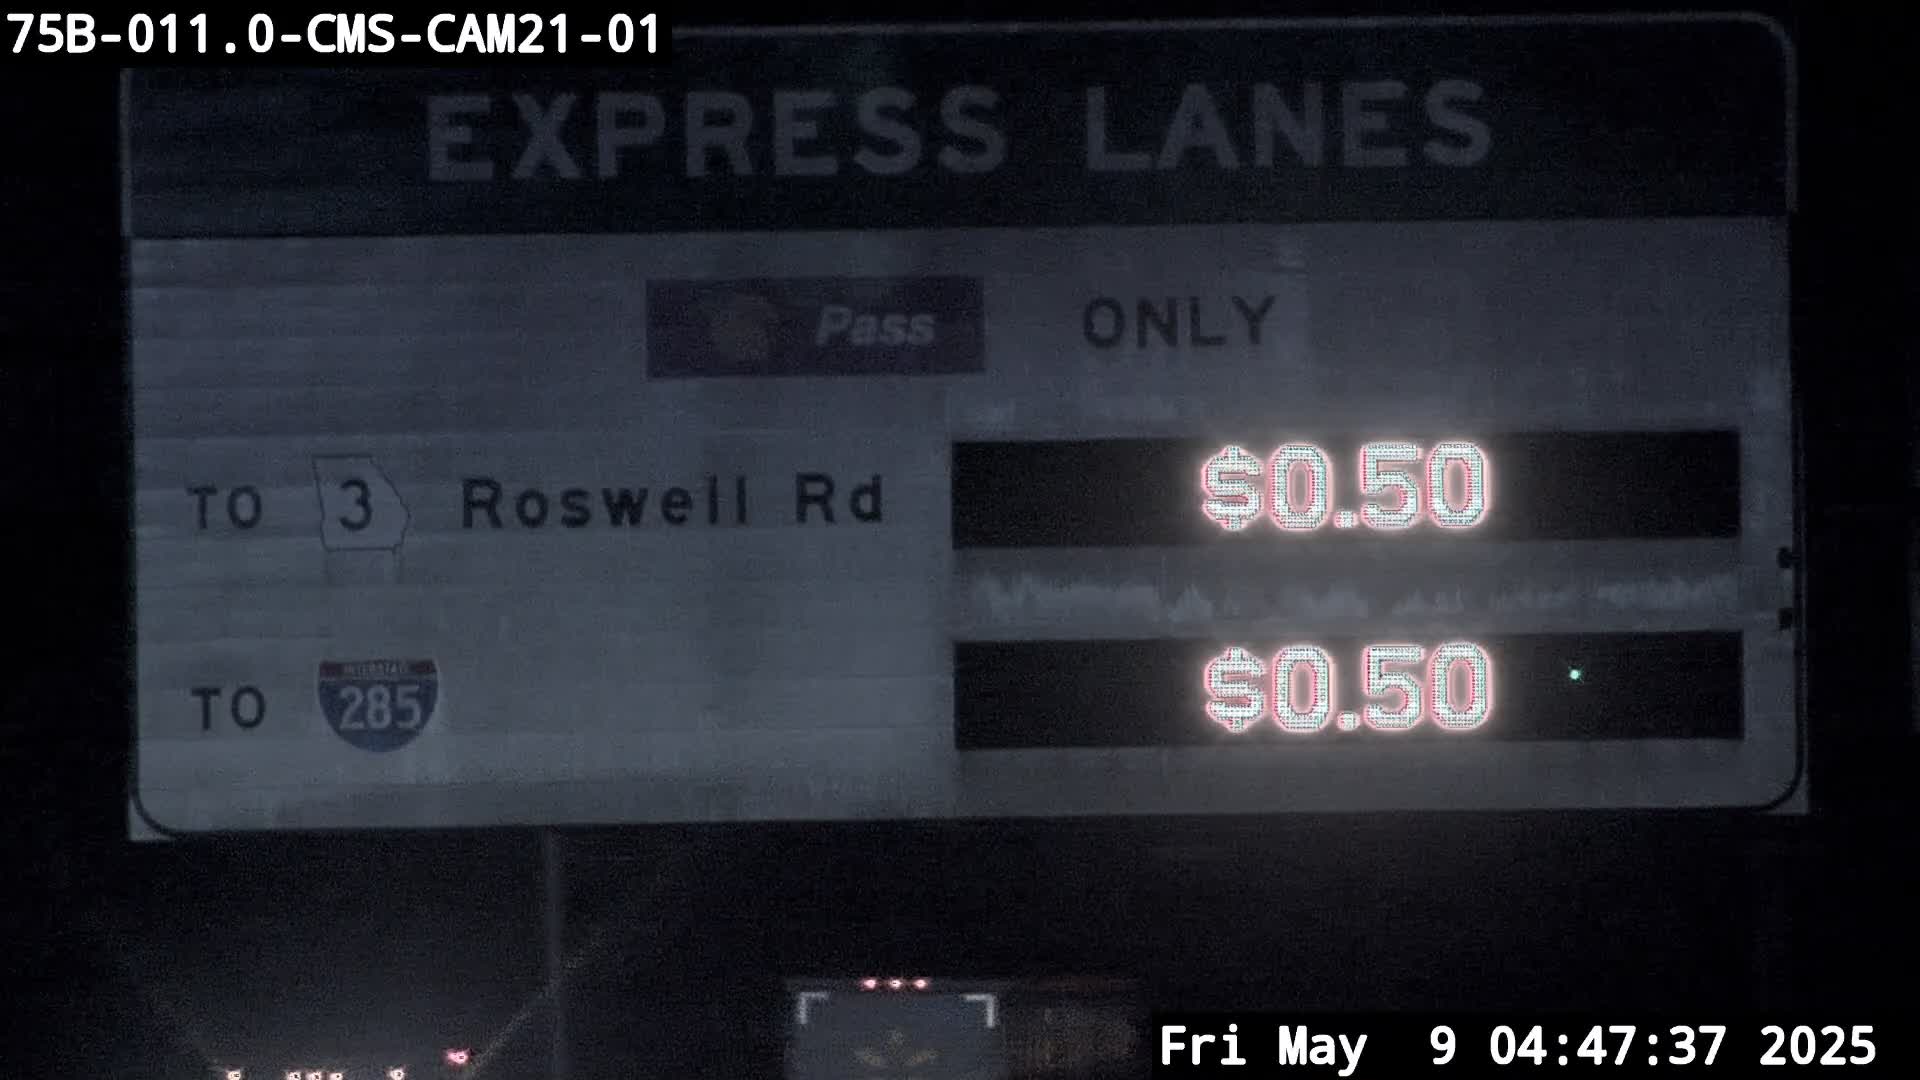 75B-011.0-CMS-CAM21-01
EXPRESS LANES
Pass ONLY
TO 3 Roswell Rd $0.50
INTERSTATE
TO 285 $0.50
Fri May 9 04:47:37 2025